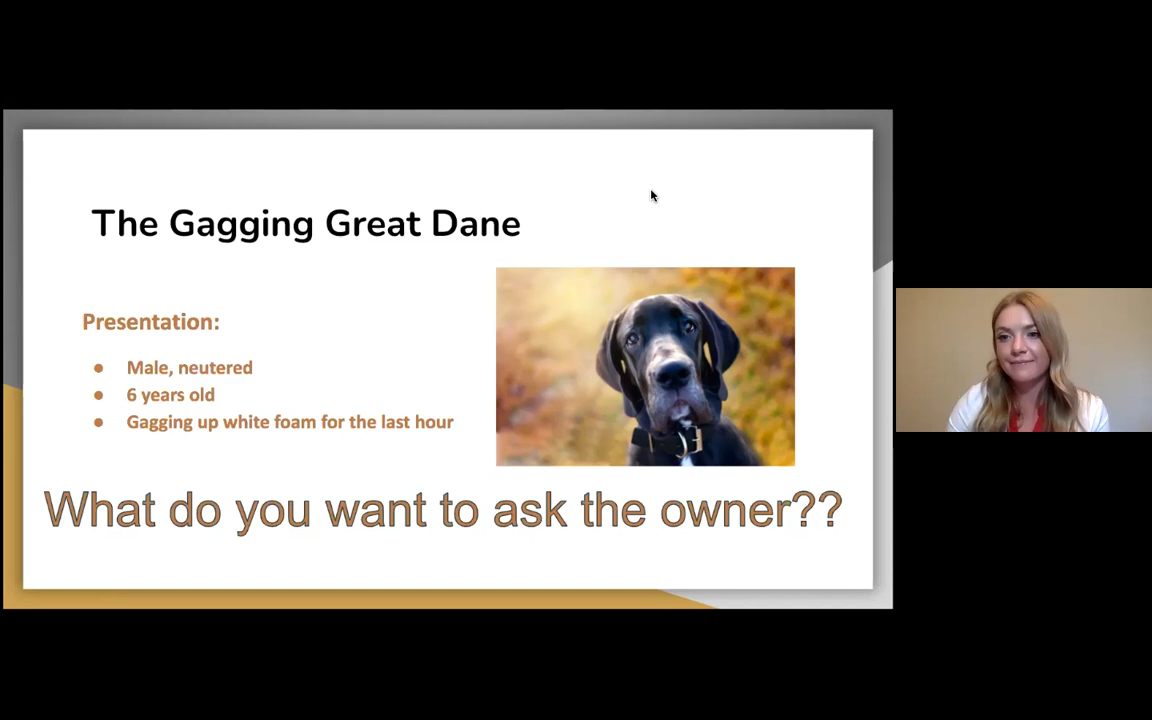 The Gagging Great Dane
Presentation:
● Male, neutered
● 6 years old
● Gagging up white foam for the last hour
What do you want to ask the owner??